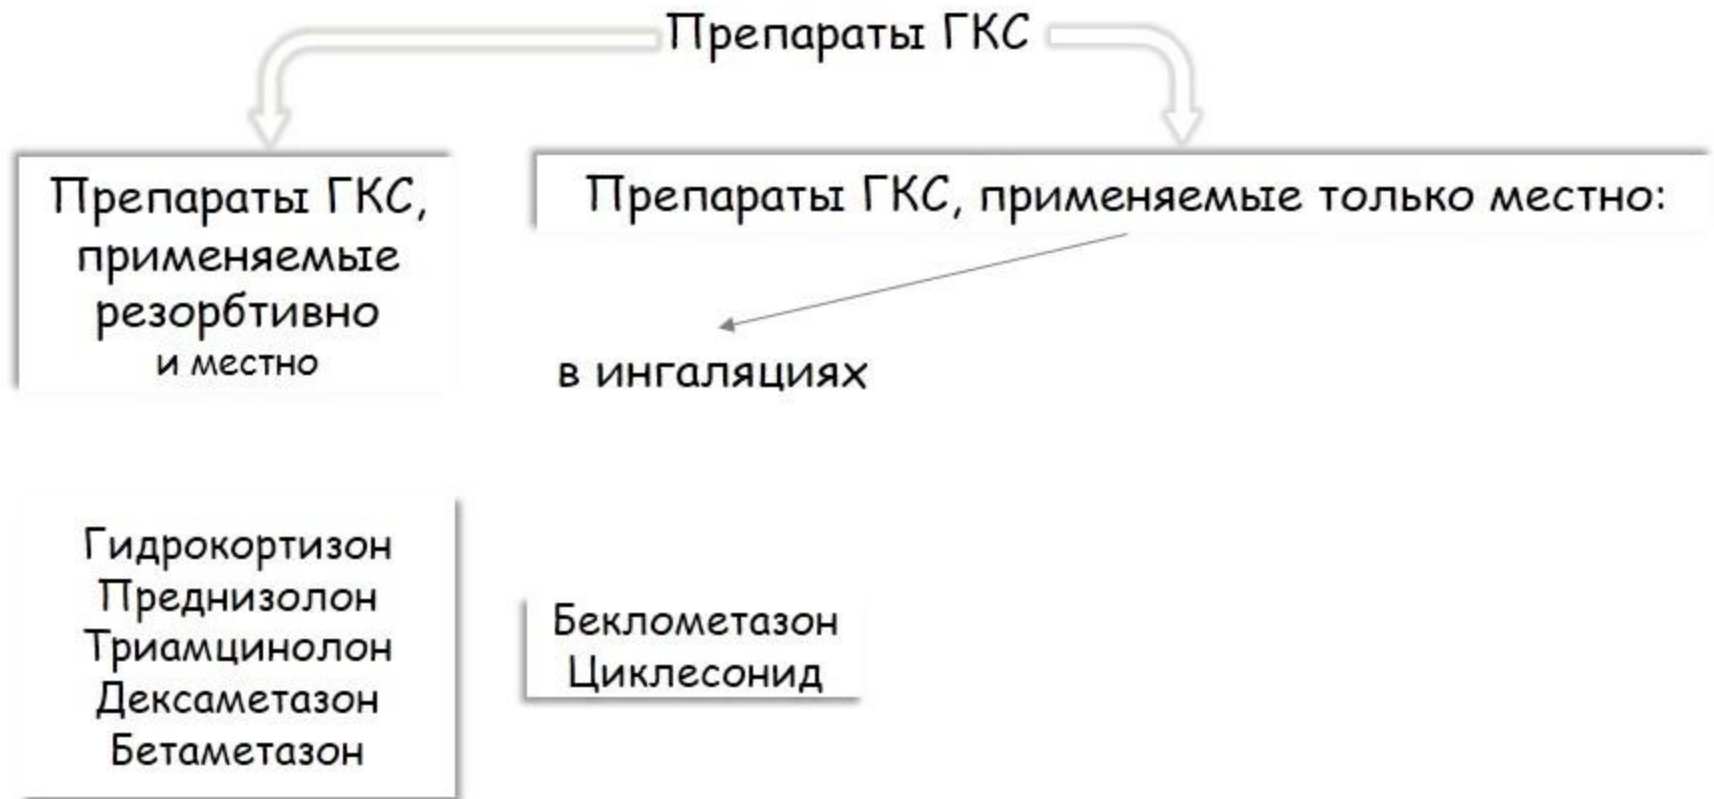 Препараты ГКС
Препараты ГКС,
применяемые
резорбтивно
и местно
Препараты ГКС, применяемые только местно:
в ингаляциях
Гидрокортизон
Преднизолон
Триамцинолон
Дексаметазон
Бетаметазон
Беклометазон
Циклесонид